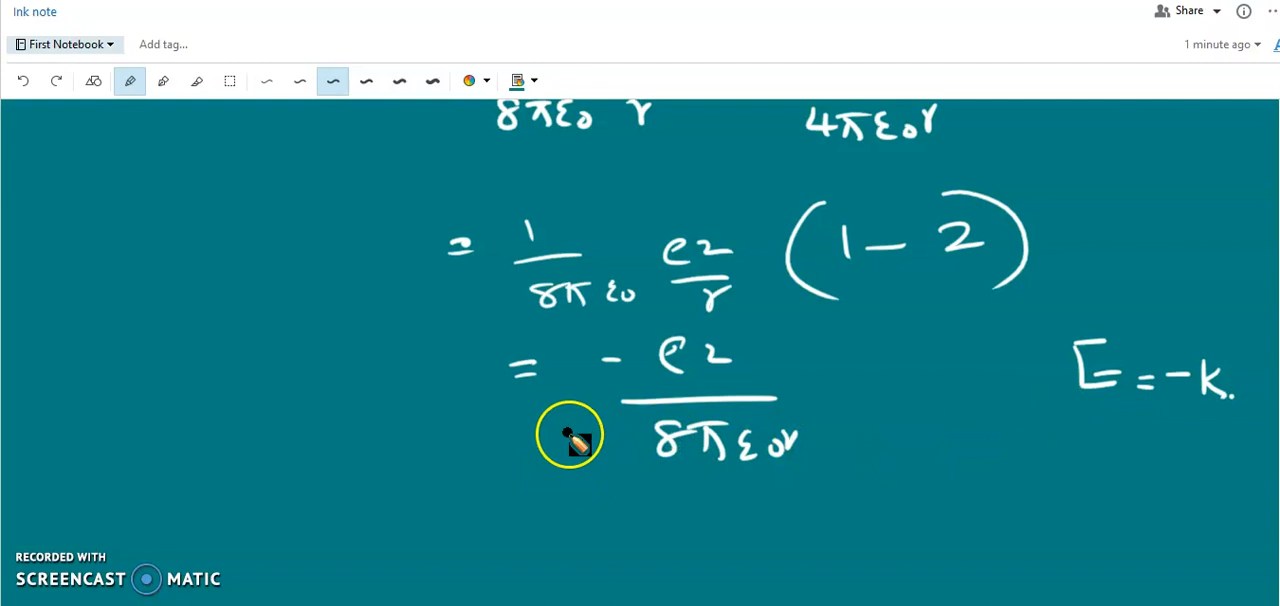 Ink note
Share
First Notebook Add tag...
1 minute ago
8πε0 r 4πε0r
= 1/8πε0 e2/r (1 - 2)
= - e2/8πε0r
E = -K.
RECORDED WITH
SCREENCAST MATIC